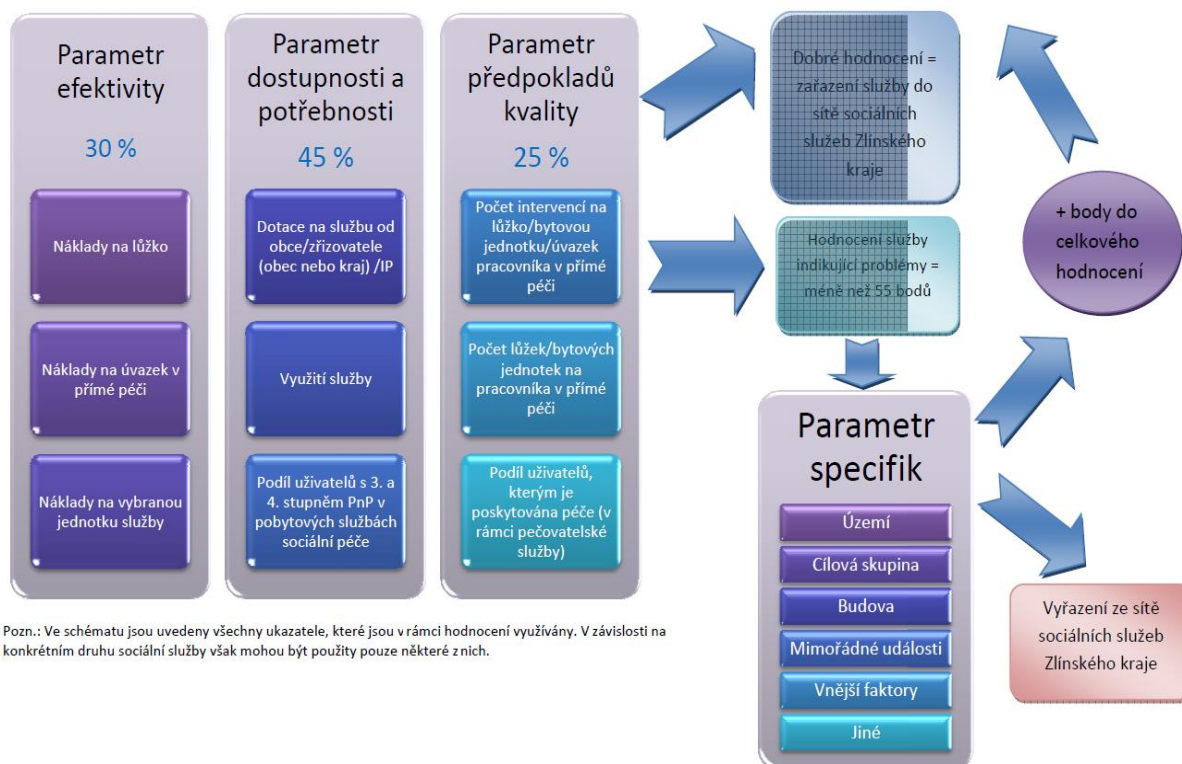 Parametr
efektivity
30 %
Náklady na lůžko
Náklady na úvazek v
přímé péči
Náklady na vybranou
jednotku služby
Parametr
dostupnosti a
potřebnosti
45 %
Dotace na službu od
obce/zřizovatele
(obec nebo kraj) /IP
Využití služby
Podíl uživatelů s 3. a
4. stupněm PnP v
pobytových službách
sociální péče
Parametr
předpokladů
kvality
25 %
Počet intervencí na
lůžko/bytovou
jednotku/úvazek
pracovníka v přímé
péči
Počet lůžek/bytových
jednotek na
pracovníka v přímé
péči
Podíl uživatelů,
kterým je
poskytována péče (v
rámci pečovatelské
služby)
Dobré hodnocení =
zařazení služby do
sítě sociálních
služeb Zlínského
kraje
Hodnocení služby
indikující problémy =
méně než 55 bodů
+ body do
celkového
hodnocení
Parametr
specifik
Území
Cílová skupina
Budova
Mimořádné události
Vnější faktory
Jiné
Vyřazení ze sítě
sociálních služeb
Zlínského kraje
Pozn.: Ve schématu jsou uvedeny všechny ukazatele, které jsou v rámci hodnocení využívány. V závislosti na
konkrétním druhu sociální služby však mohou být použity pouze některé z nich.